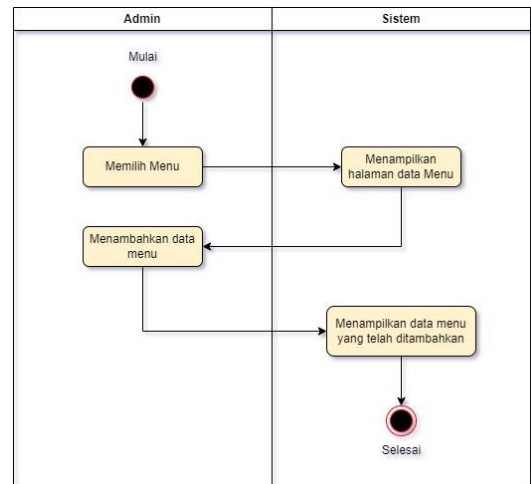 Admin
Sistem
Mulai
Memilih Menu
Menampilkan
halaman data Menu
Menambahkan data
menu
Menampilkan data menu
yang telah ditambahkan
Selesai